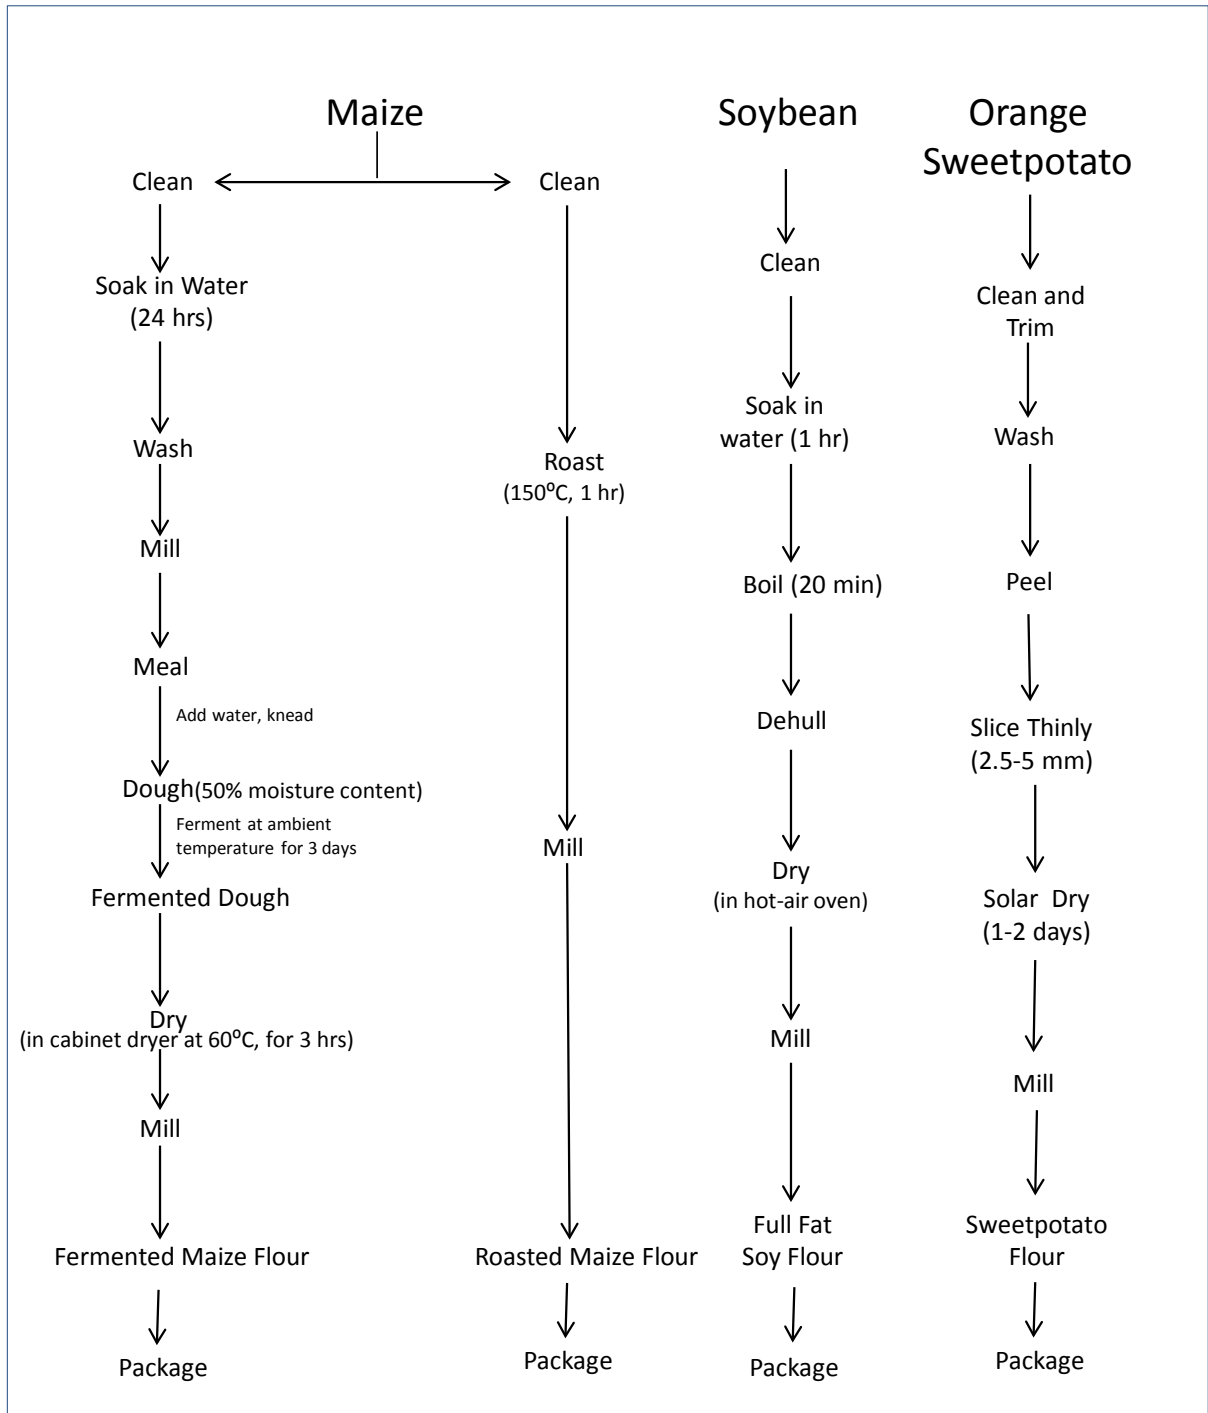 Maize
Clean
Soak in Water
(24 hrs)
Wash
Mill
Meal
Add water, knead
Dough(50% moisture content)
Ferment at ambient
temperature for 3 days
Fermented Dough
Dry
(in cabinet dryer at 60⁰C, for 3 hrs)
Mill
Fermented Maize Flour
Package
Clean
Roast
(150⁰C, 1 hr)
Mill
Roasted Maize Flour
Package
Soybean
Clean
Soak in
water (1 hr)
Boil (20 min)
Dehull
Dry
(in hot-air oven)
Mill
Full Fat
Soy Flour
Package
Orange
Sweetpotato
Clean and
Trim
Wash
Peel
Slice Thinly
(2.5-5 mm)
Solar Dry
(1-2 days)
Mill
Sweetpotato
Flour
Package